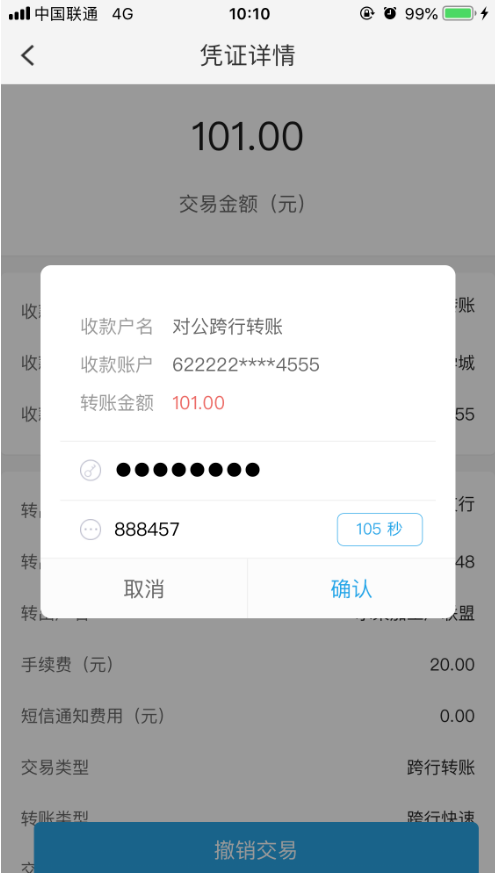 中国联通 4G 10:10 99%
凭证详情
101.00
交易金额（元）
收款户名 对公跨行转账
收款账户 622222****4555
转账金额 101.00
●●●●●●●●
888457 105 秒
取消 确认
手续费（元） 20.00
短信通知费用（元） 0.00
交易类型 跨行转账
转账类型 跨行快速
撤销交易